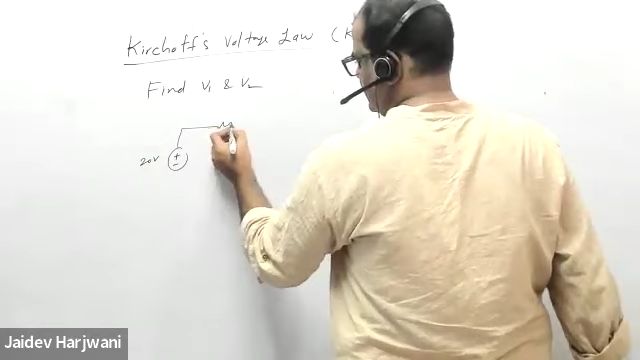 Kirchoff's Voltage Law (K
Find V1 & V2
20V
Jaidev Harjwani